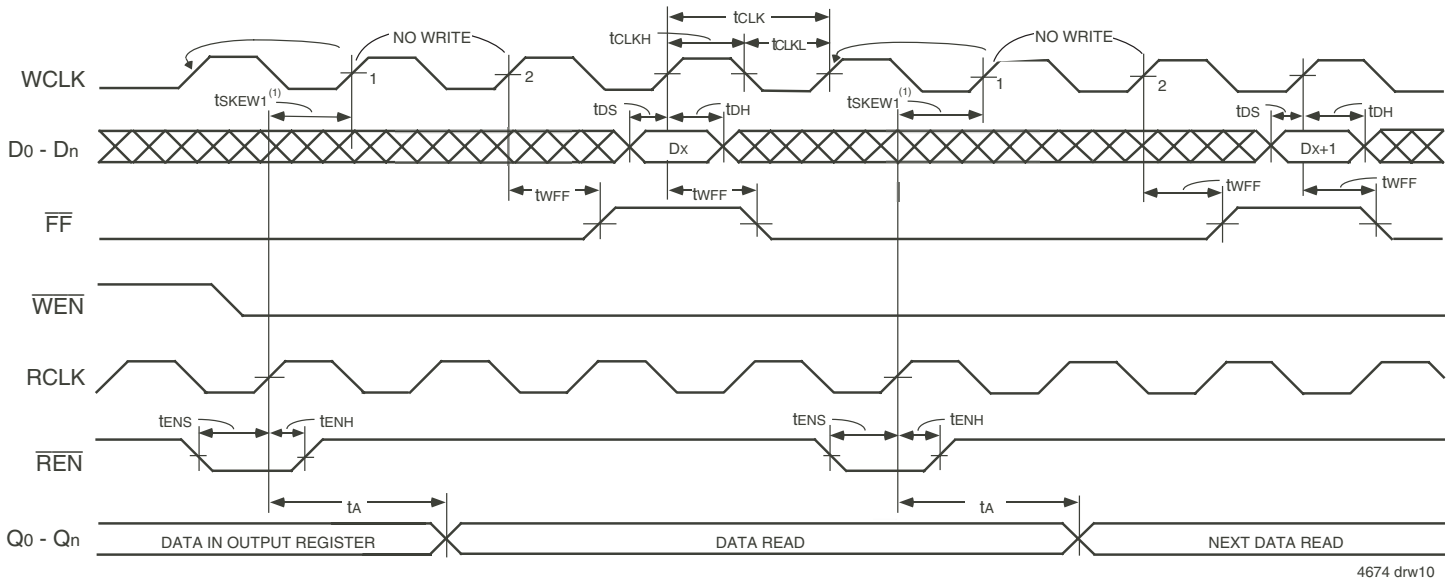 tCLK
NO WRITE
tCLKH
tCLKL
NO WRITE
WCLK
1
2
1
2
tSKEW1(1)
tDS
tDH
tSKEW1(1)
tDS
tDH
D0 - Dn
DX
DX+1
tWFF
tWFF
tWFF
tWFF
FF
WEN
RCLK
tENS
tENH
tENS
tENH
REN
tA
tA
Q0 - Qn
DATA IN OUTPUT REGISTER
DATA READ
NEXT DATA READ
4674 drw10